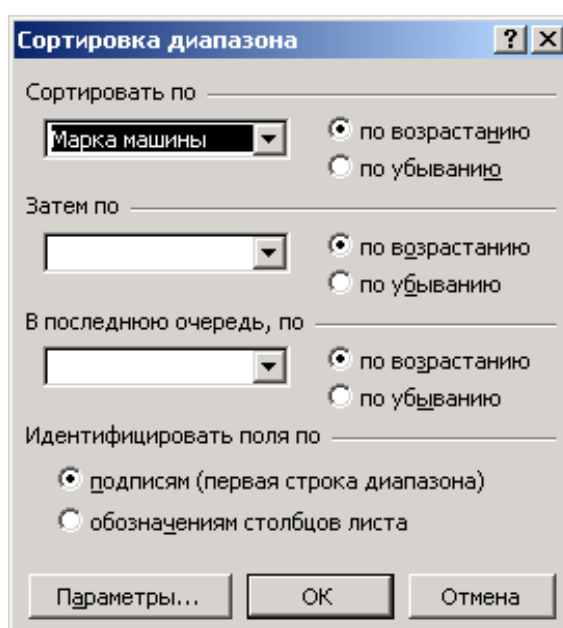 Сортировка диапазона
Сортировать по
Марка машины
по возрастанию
по убыванию
Затем по
по возрастанию
по убыванию
В последнюю очередь, по
по возрастанию
по убыванию
Идентифицировать поля по
подписям (первая строка диапазона)
обозначениям столбцов листа
Параметры... ОК Отмена